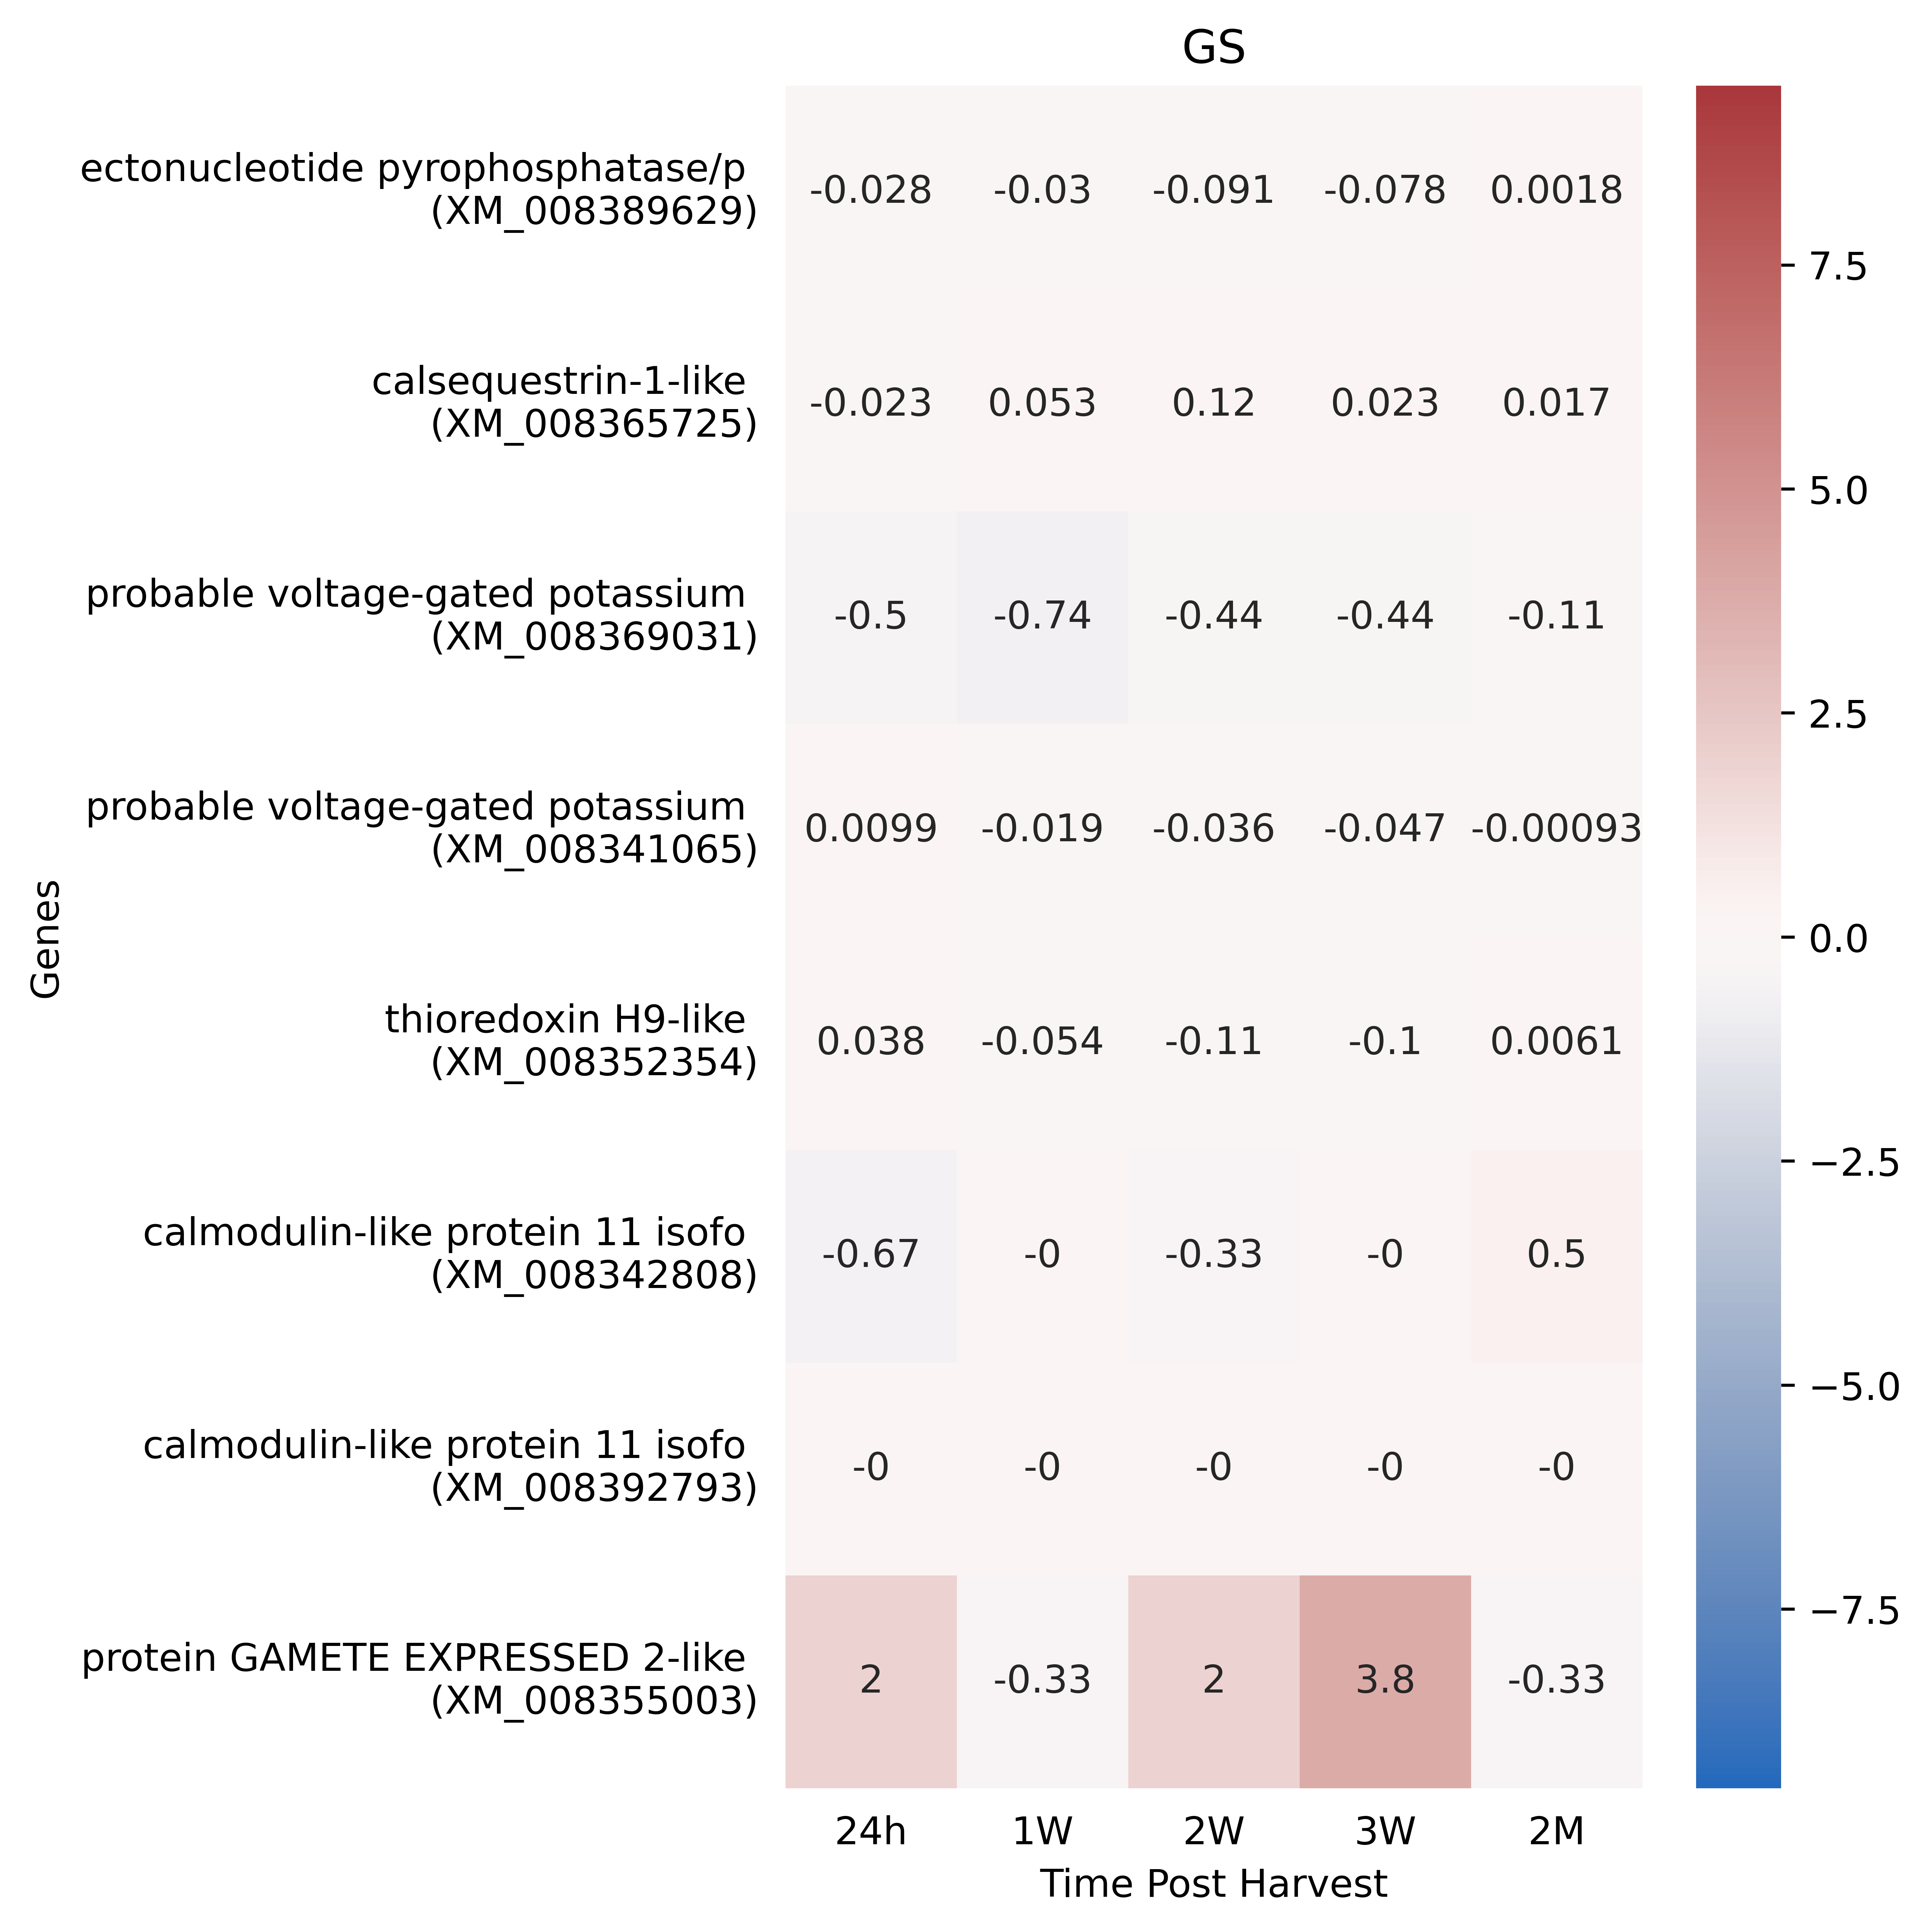 GS
ectonucleotide pyrophosphatase/p
(XM_008389629)
-0.028 -0.03 -0.091 -0.078 0.0018
calsequestrin-1-like
(XM_008365725)
-0.023 0.053 0.12 0.023 0.017
probable voltage-gated potassium
(XM_008369031)
-0.5 -0.74 -0.44 -0.44 -0.11
probable voltage-gated potassium
(XM_008341065)
0.0099 -0.019 -0.036 -0.047 -0.00093
thioredoxin H9-like
(XM_008352354)
0.038 -0.054 -0.11 -0.1 0.0061
calmodulin-like protein 11 isofo
(XM_008342808)
-0.67 -0 -0.33 -0 0.5
calmodulin-like protein 11 isofo
(XM_008392793)
-0 -0 -0 -0 -0
protein GAMETE EXPRESSED 2-like
(XM_008355003)
2 -0.33 2 3.8 -0.33
Genes
24h 1W 2W 3W 2M
Time Post Harvest
7.5
5.0
2.5
0.0
−2.5
−5.0
−7.5